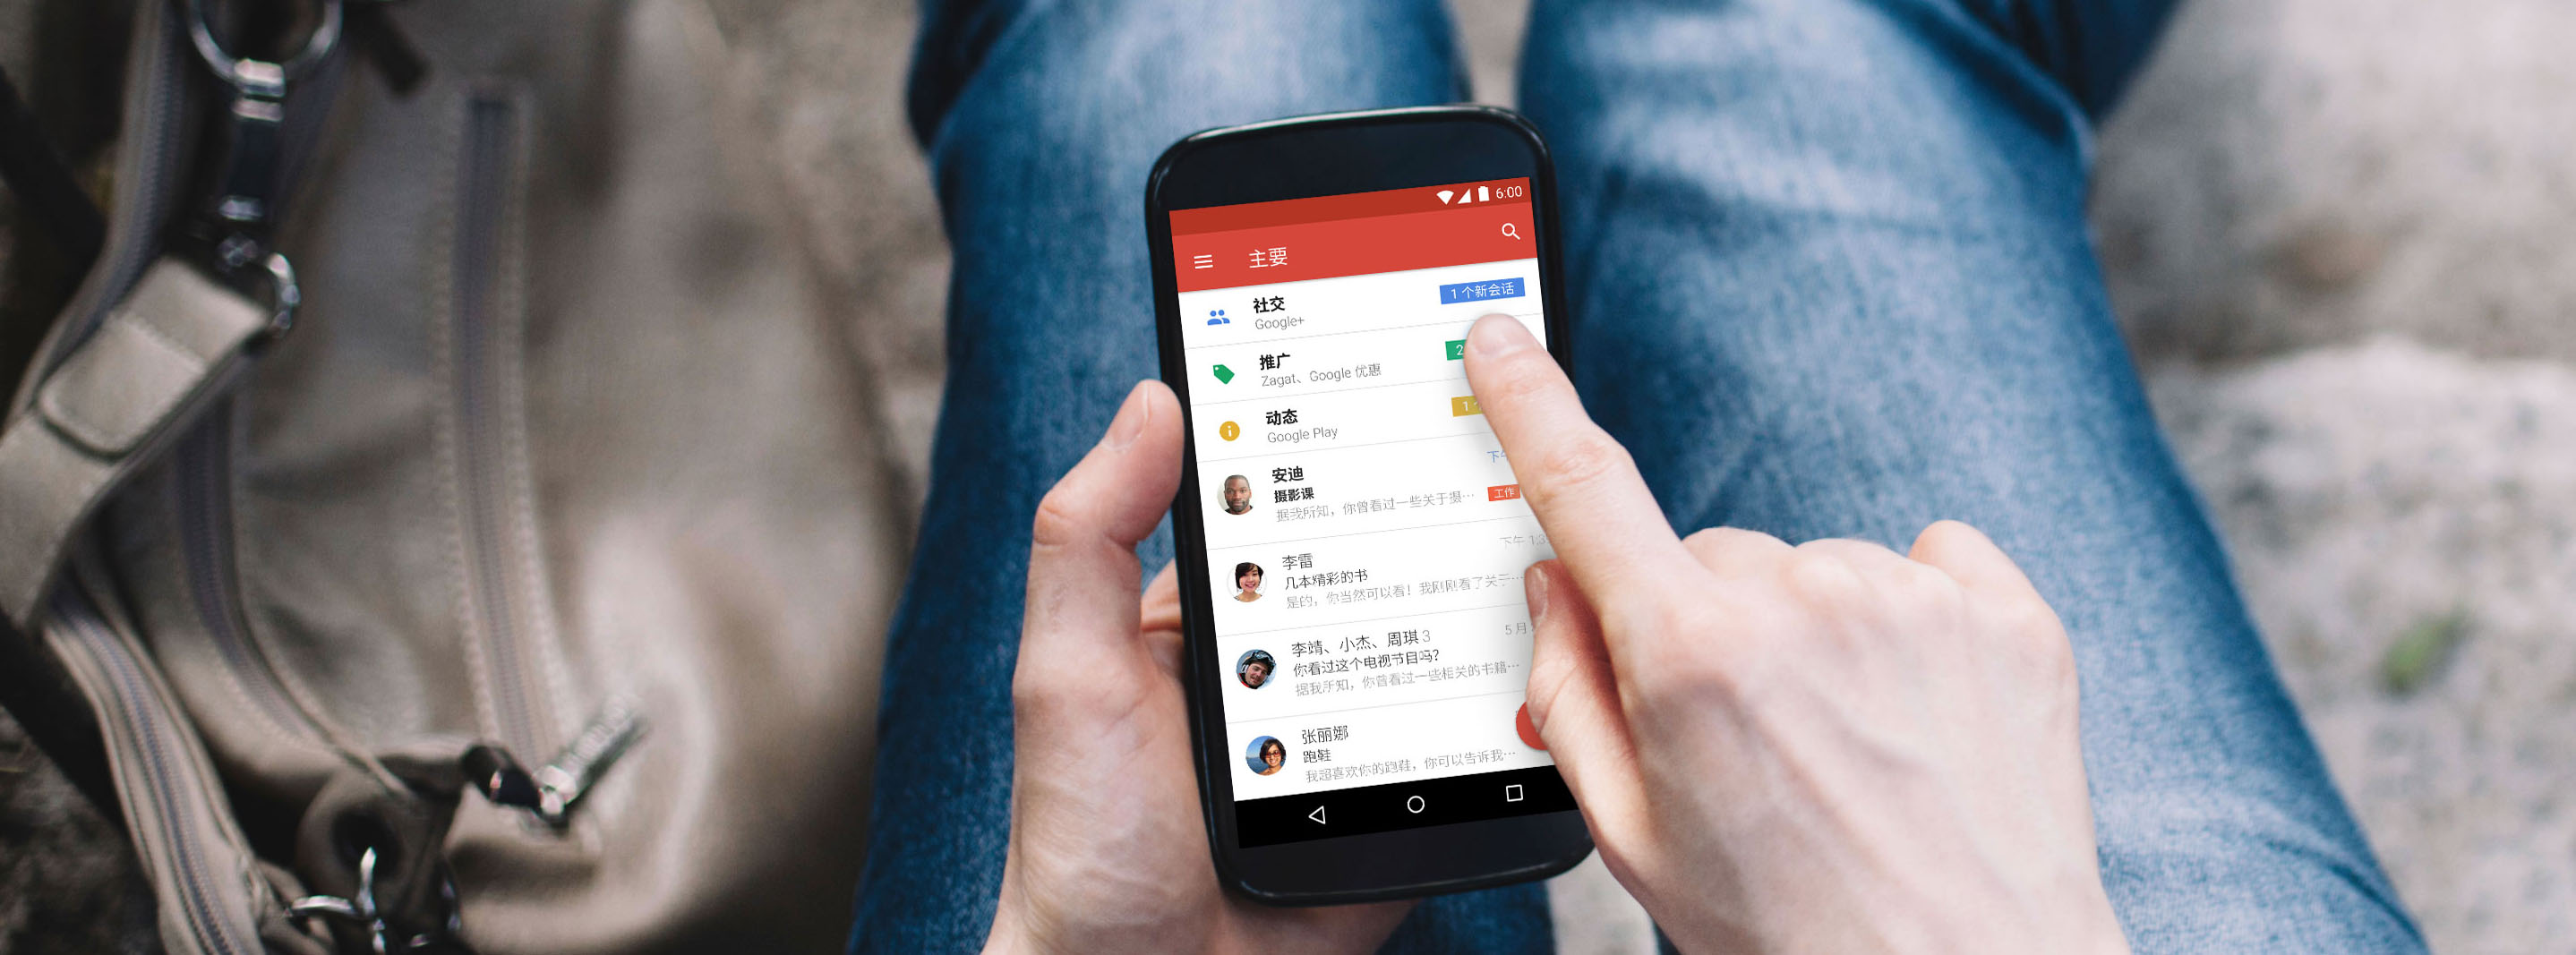 6:00
主要
社交
1 个新会话
Google+
推广
2
Zagat、Google 优惠
动态
1
Google Play
安迪
下午
摄影课
据我所知，你曾看过一些关于摄…
工作
李雷
下午 1:3
几本精彩的书
是的，你当然可以看！我刚刚看了关于…
李靖、小杰、周琪 3
5 月
你看过这个电视节目吗?
据我所知，你曾看过一些相关的书籍…
张丽娜
跑鞋
我超喜欢你的跑鞋，你可以告诉我…